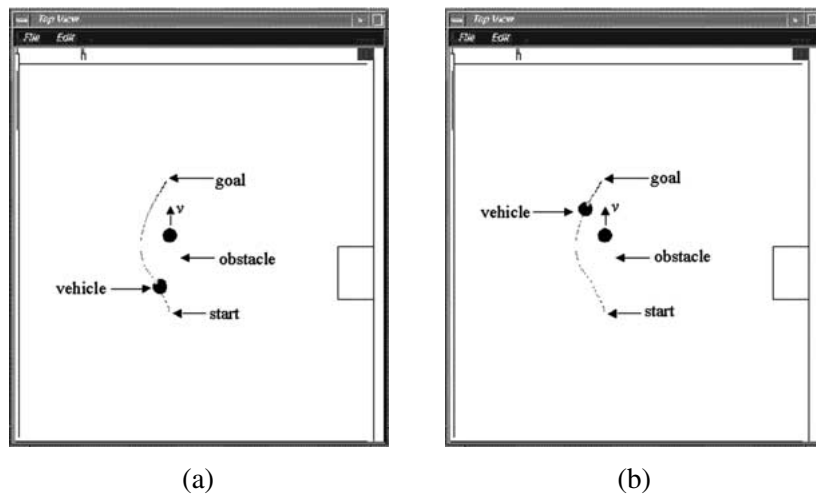 Top View
File Edit
h
goal
v
obstacle
vehicle
start
(a)
Top View
File Edit
h
goal
vehicle
v
obstacle
start
(b)